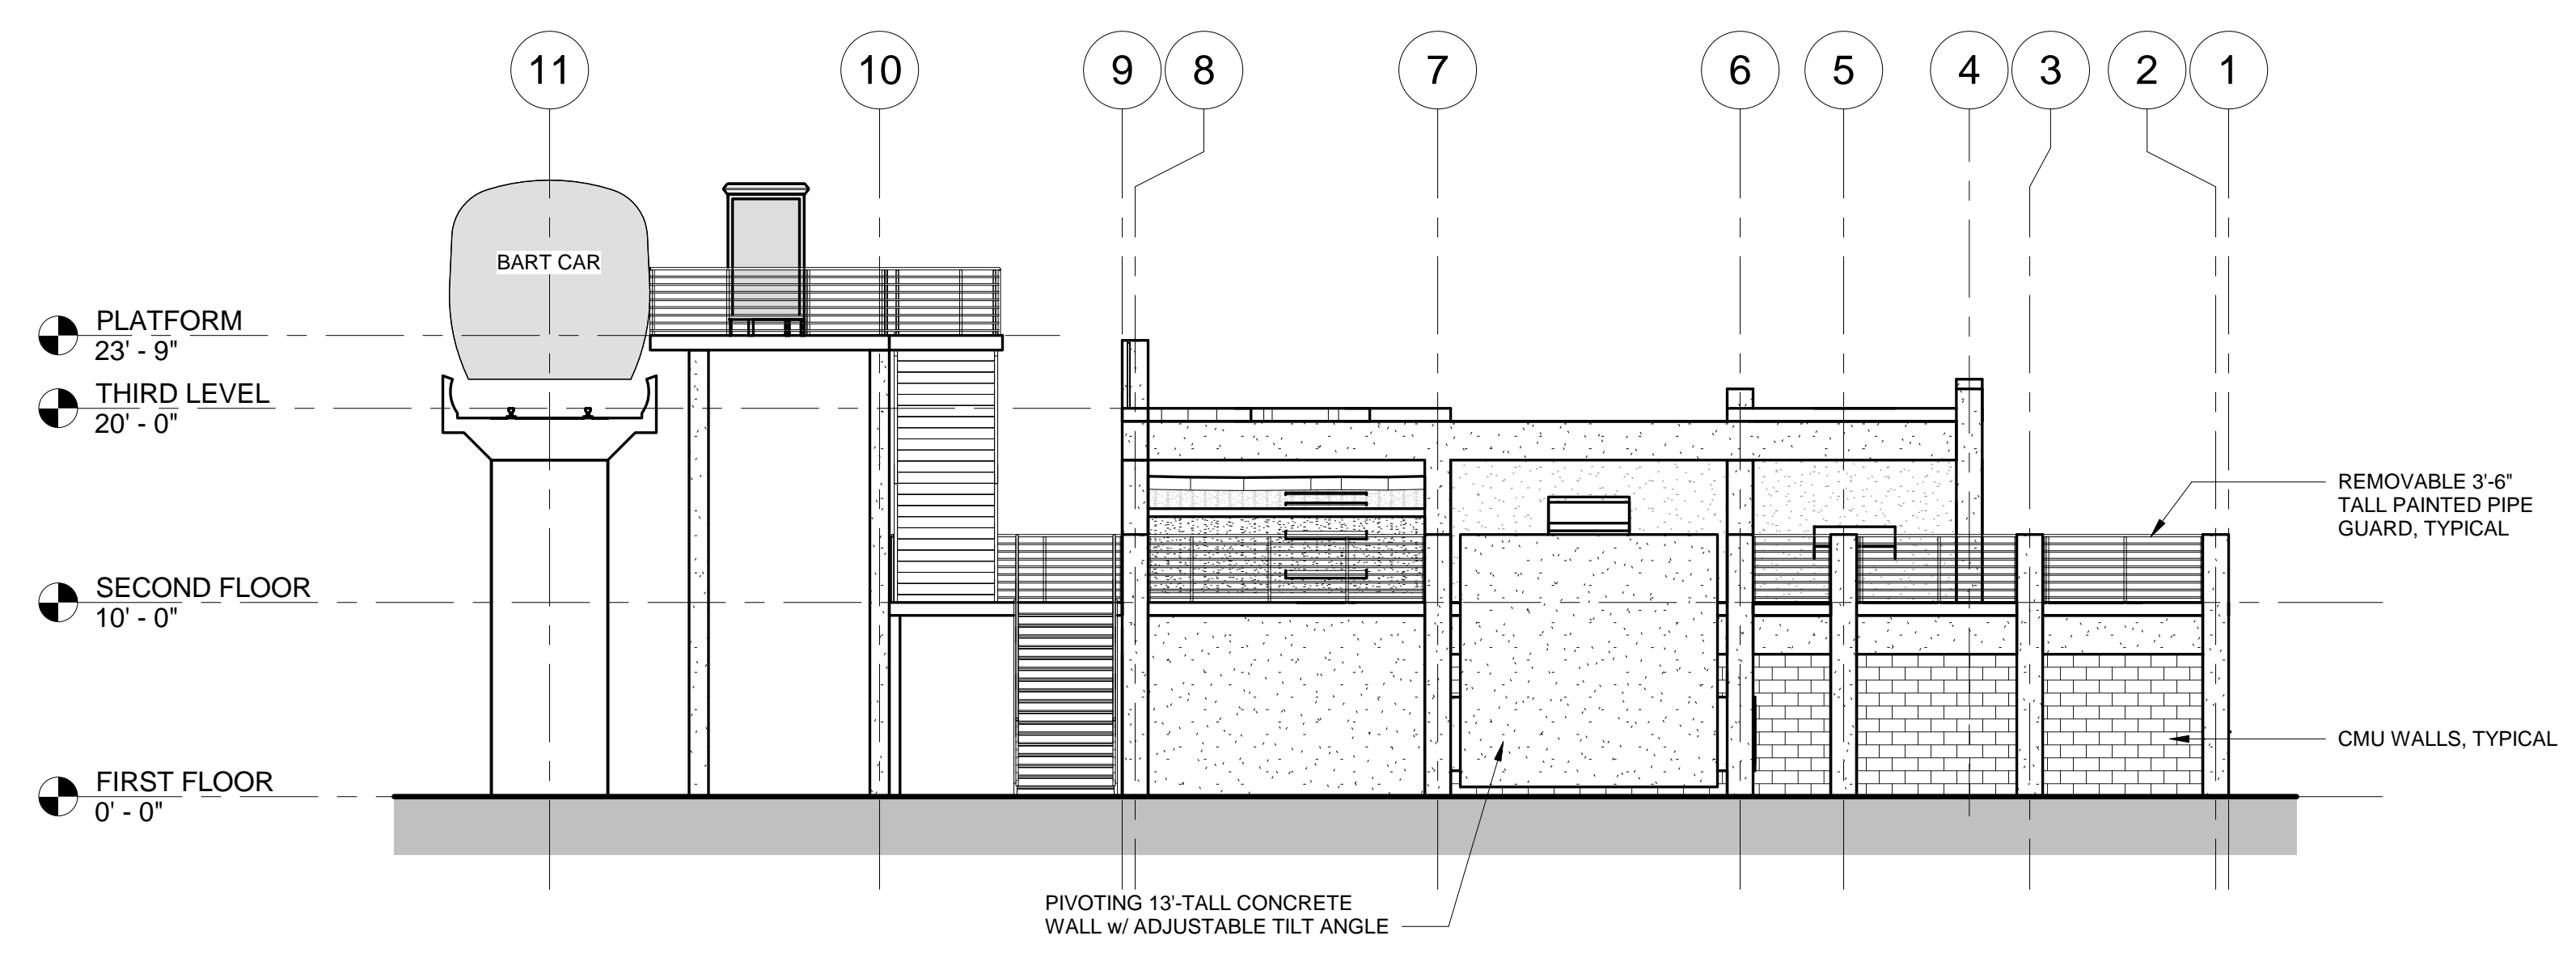 11 10 9 8 7 6 5 4 3 2 1
BART CAR
PLATFORM
23' - 9"
THIRD LEVEL
20' - 0"
REMOVABLE 3'-6"
TALL PAINTED PIPE
GUARD, TYPICAL
SECOND FLOOR
10' - 0"
CMU WALLS, TYPICAL
FIRST FLOOR
0' - 0"
PIVOTING 13'-TALL CONCRETE
WALL w/ ADJUSTABLE TILT ANGLE